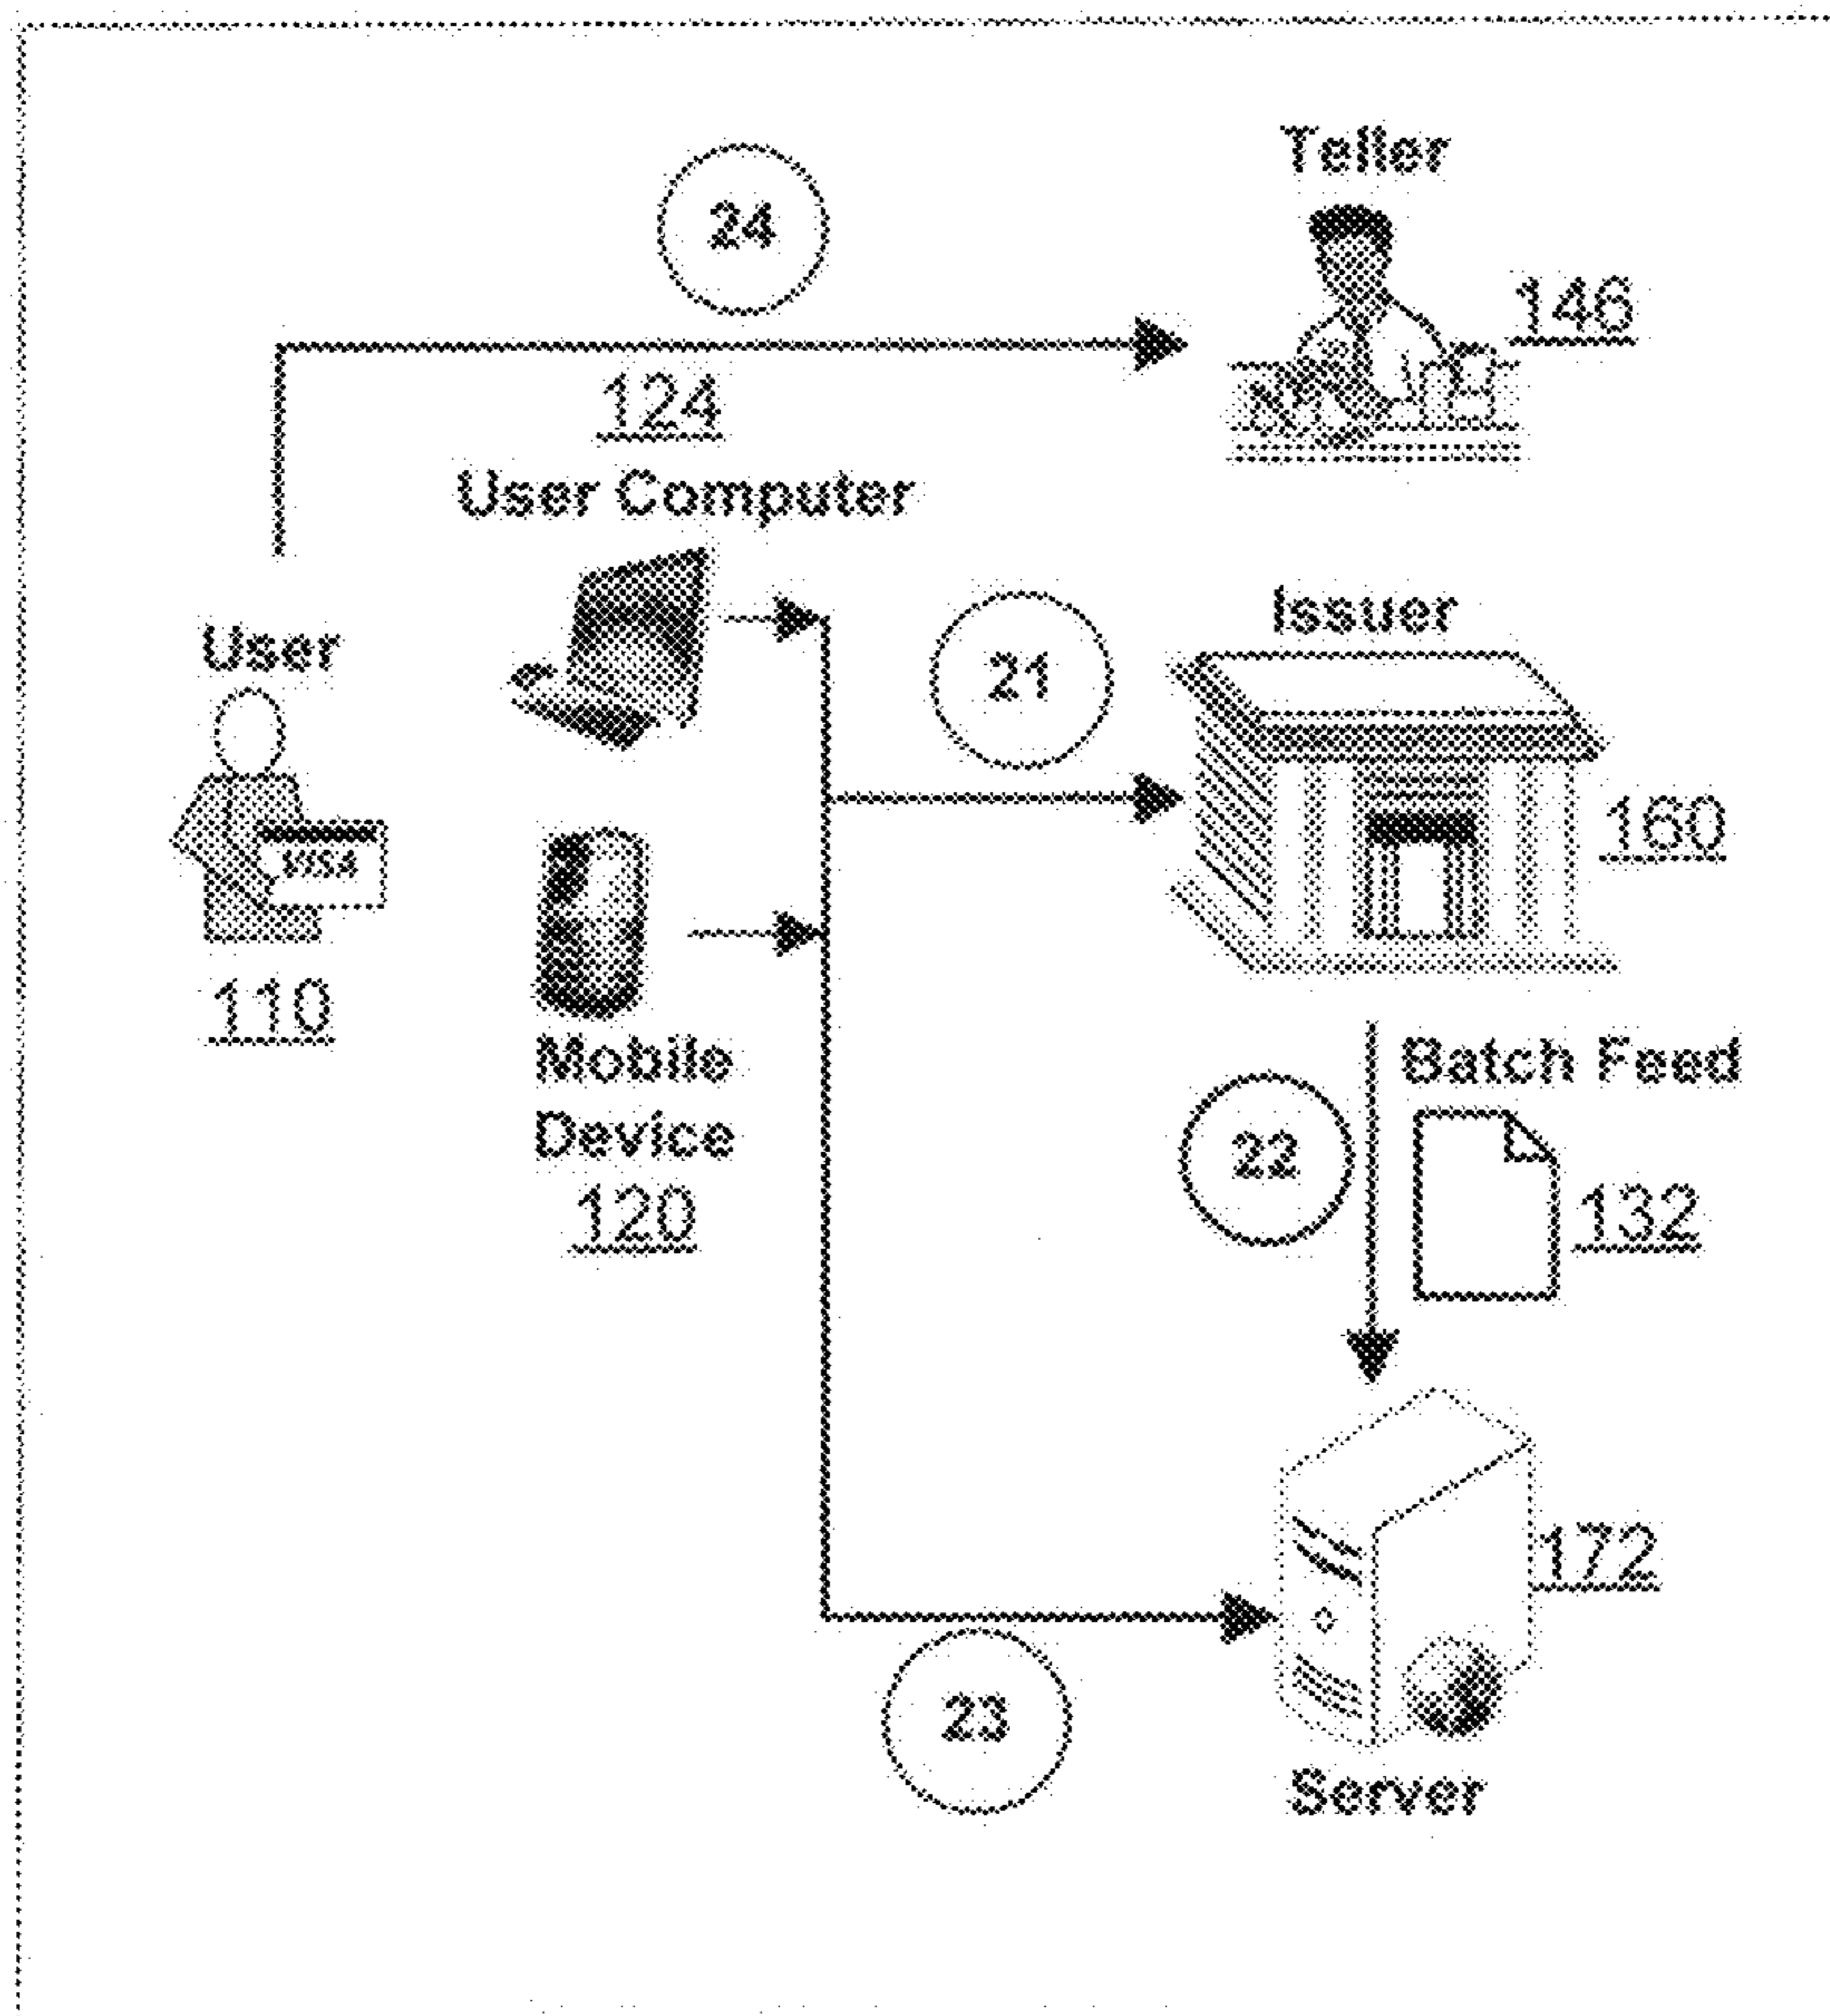 Teller
24
146
124
User Computer
Issuer
User
21
VISA
160
110
Mobile
Device
120
Batch Feed
22
132
172
23
Server